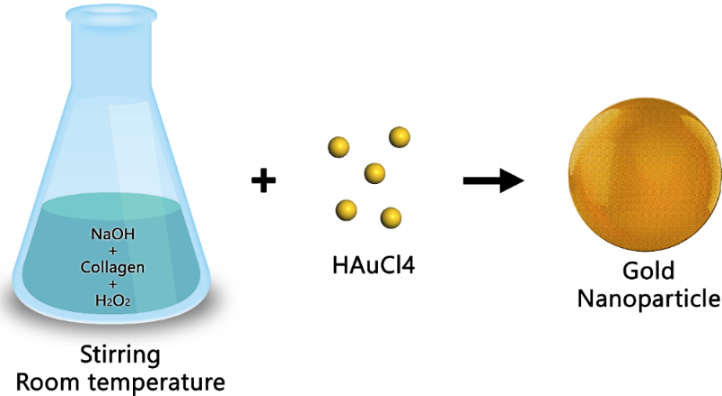 NaOH
+
Collagen
+
H₂O₂
Stirring
Room temperature
+
HAuCl4
Gold
Nanoparticle